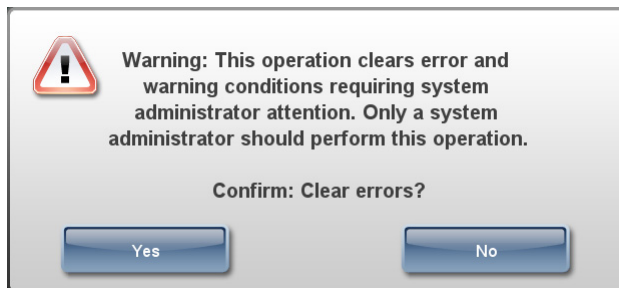 Warning: This operation clears error and
warning conditions requiring system
administrator attention. Only a system
administrator should perform this operation.
Confirm: Clear errors?
Yes
No